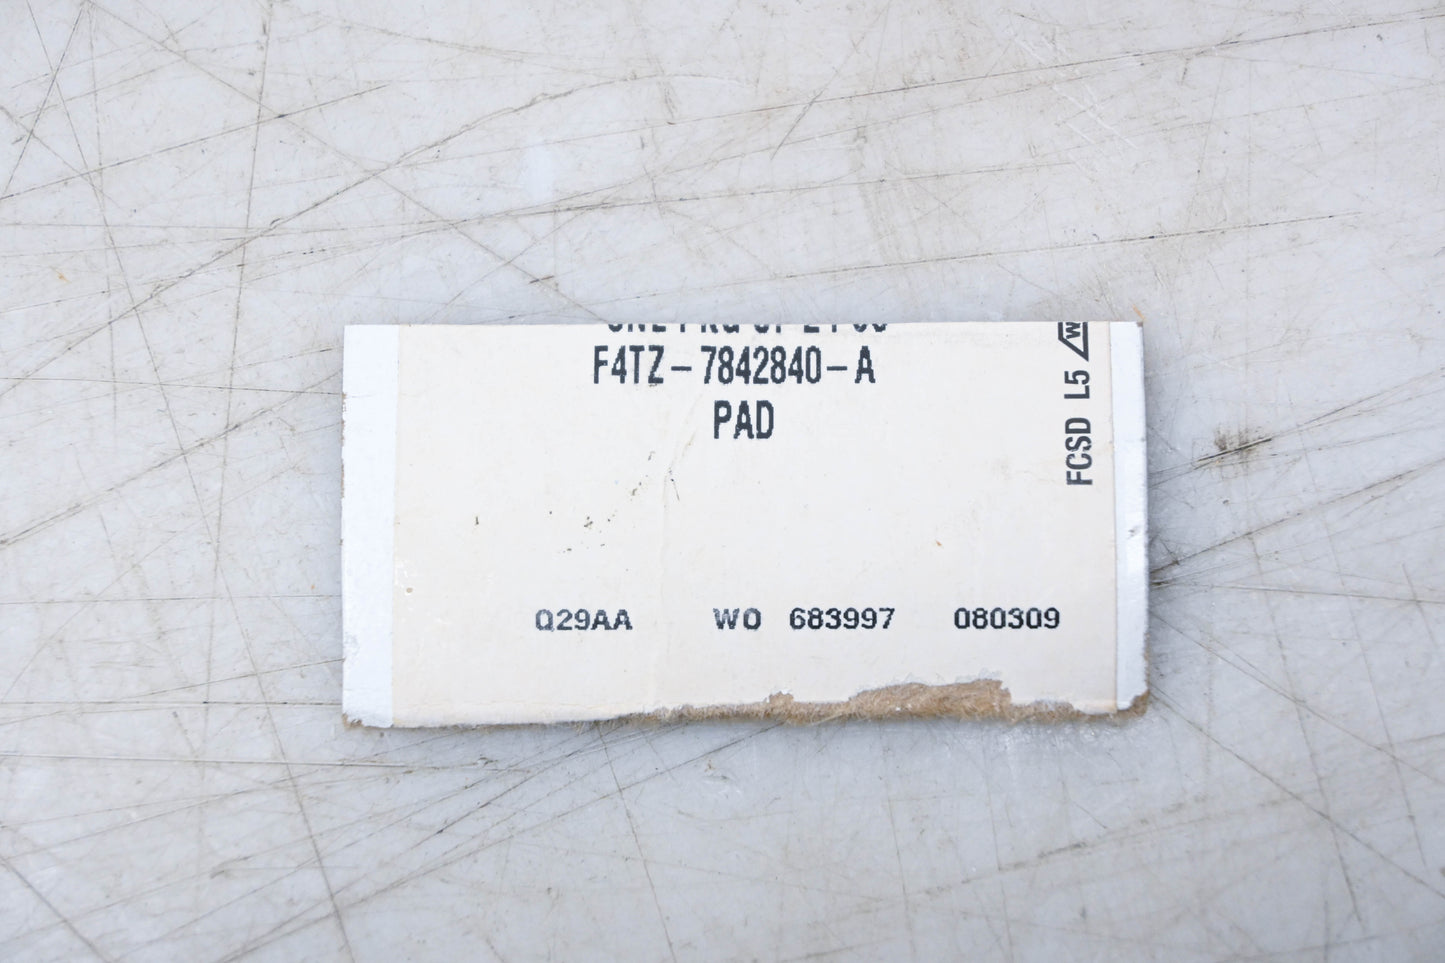 F4TZ-7842840-A
PAD
FCSD L5
Q29AA WO 683997 080309